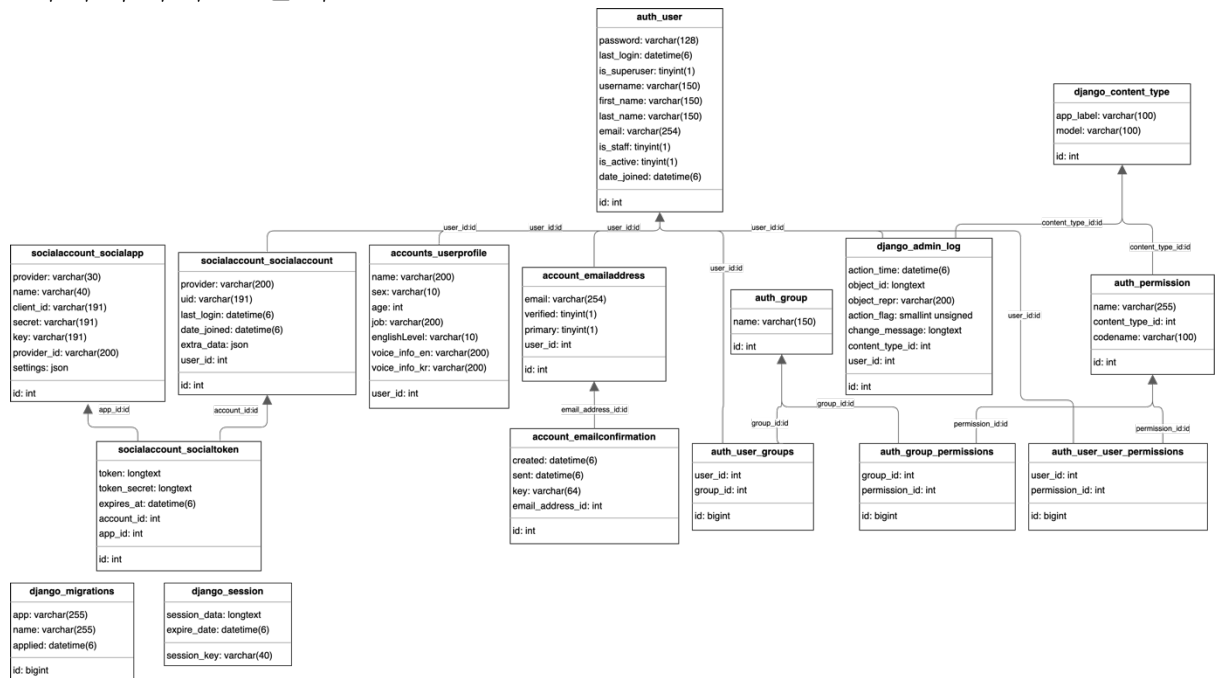 auth_user
password: varchar(128)
last_login: datetime(6)
is_superuser: tinyint(1)
username: varchar(150)
first_name: varchar(150)
last_name: varchar(150)
email: varchar(254)
is_staff: tinyint(1)
is_active: tinyint(1)
date_joined: datetime(6)
id: int
django_content_type
app_label: varchar(100)
model: varchar(100)
id: int
user_id:id
user_id:id
user_id:id
user_id:id
user_id:id
content_type_id:id
content_type_id:id
user_id:id
user_id:id
socialaccount_socialapp
provider: varchar(30)
name: varchar(40)
client_id: varchar(191)
secret: varchar(191)
key: varchar(191)
provider_id: varchar(200)
settings: json
id: int
socialaccount_socialaccount
provider: varchar(200)
uid: varchar(191)
last_login: datetime(6)
date_joined: datetime(6)
extra_data: json
user_id: int
id: int
accounts_userprofile
name: varchar(200)
sex: varchar(10)
age: int
job: varchar(200)
englishLevel: varchar(10)
voice_info_en: varchar(200)
voice_info_kr: varchar(200)
user_id: int
account_emailaddress
email: varchar(254)
verified: tinyint(1)
primary: tinyint(1)
user_id: int
id: int
auth_group
name: varchar(150)
id: int
django_admin_log
action_time: datetime(6)
object_id: longtext
object_repr: varchar(200)
action_flag: smallint unsigned
change_message: longtext
content_type_id: int
user_id: int
id: int
auth_permission
name: varchar(255)
content_type_id: int
codename: varchar(100)
id: int
app_id:id
account_id:id
email_address_id:id
group_id:id
group_id:id
permission_id:id
permission_id:id
socialaccount_socialtoken
token: longtext
token_secret: longtext
expires_at: datetime(6)
account_id: int
app_id: int
id: int
account_emailconfirmation
created: datetime(6)
sent: datetime(6)
key: varchar(64)
email_address_id: int
id: int
auth_user_groups
user_id: int
group_id: int
id: bigint
auth_group_permissions
group_id: int
permission_id: int
id: bigint
auth_user_user_permissions
user_id: int
permission_id: int
id: bigint
django_migrations
app: varchar(255)
name: varchar(255)
applied: datetime(6)
id: bigint
django_session
session_data: longtext
expire_date: datetime(6)
session_key: varchar(40)